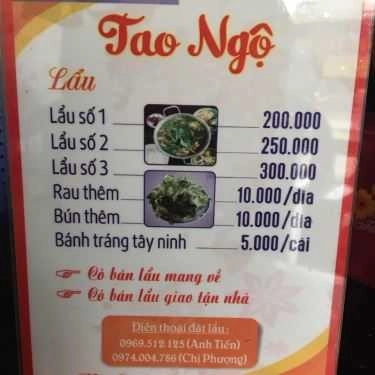 Tao Ngộ
Lẩu
Lẩu số 1 200.000
Lẩu số 2 250.000
Lẩu số 3 300.000
Rau thêm 10.000/dĩa
Bún thêm 10.000/dĩa
Bánh tráng tây ninh 5.000/cái
Có bán lẩu mang về
Có bán lẩu giao tận nhà
Điện thoại đặt lẩu:
0969.512.125 (Anh Tiến)
0974.004.786 (Chị Phượng)